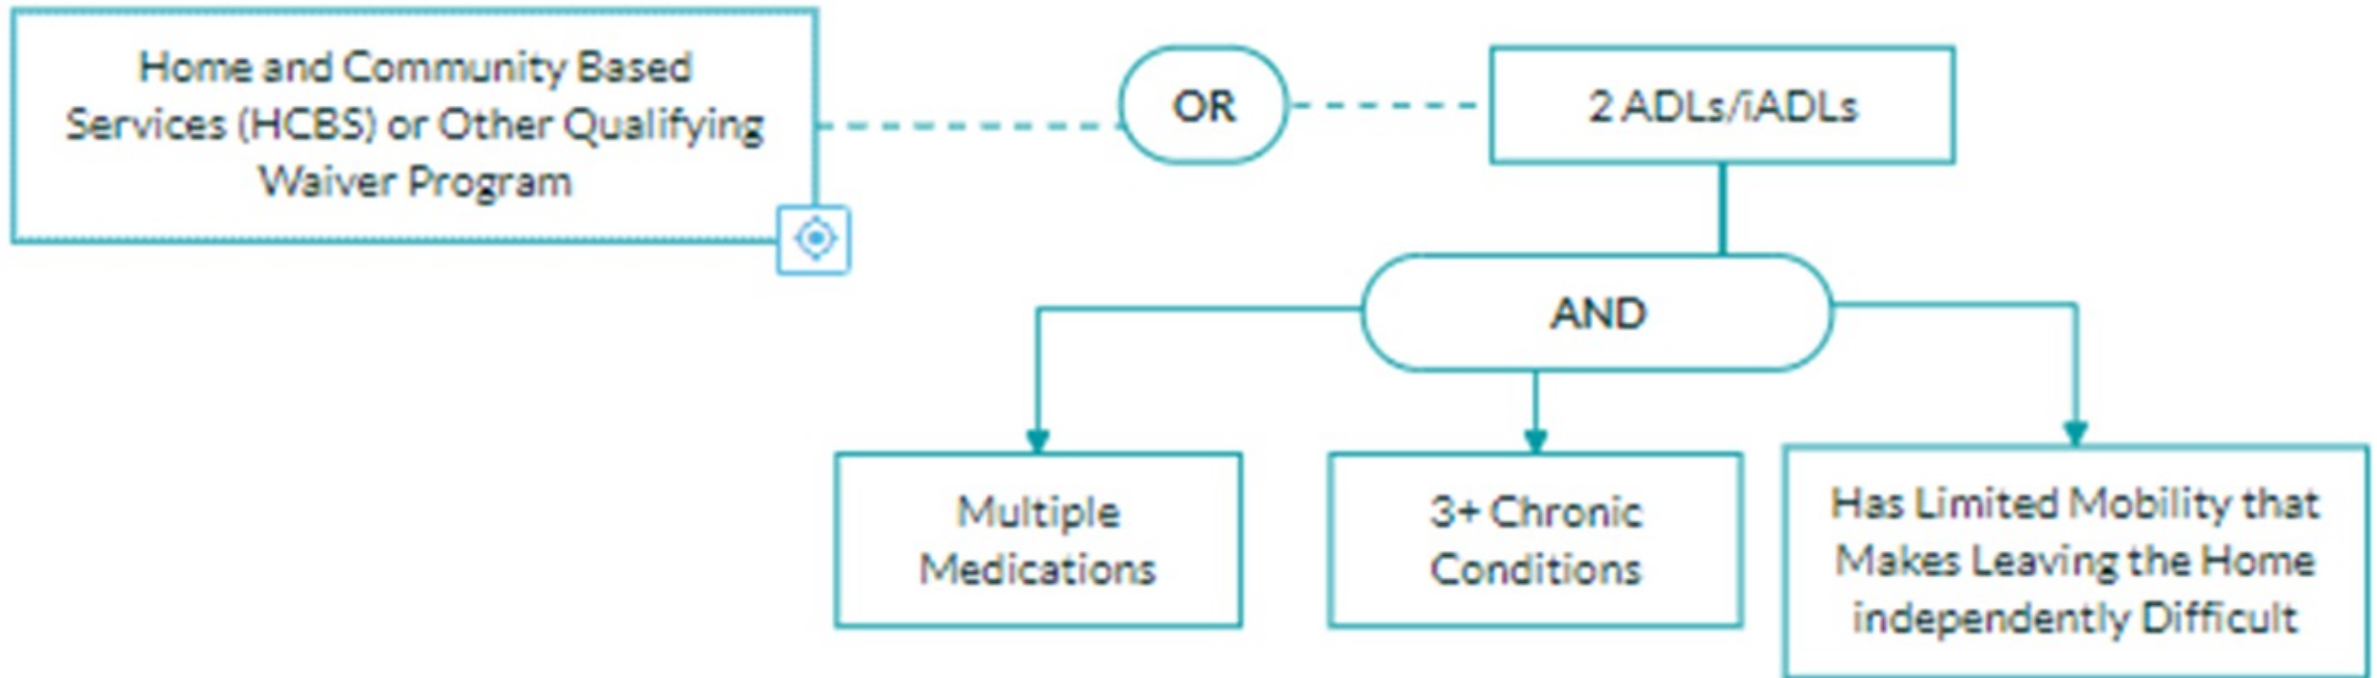 Home and Community Based
Services (HCBS) or Other Qualifying
Waiver Program
OR
2 ADLs/iADLs
AND
Multiple
Medications
3+ Chronic
Conditions
Has Limited Mobility that
Makes Leaving the Home
independently Difficult